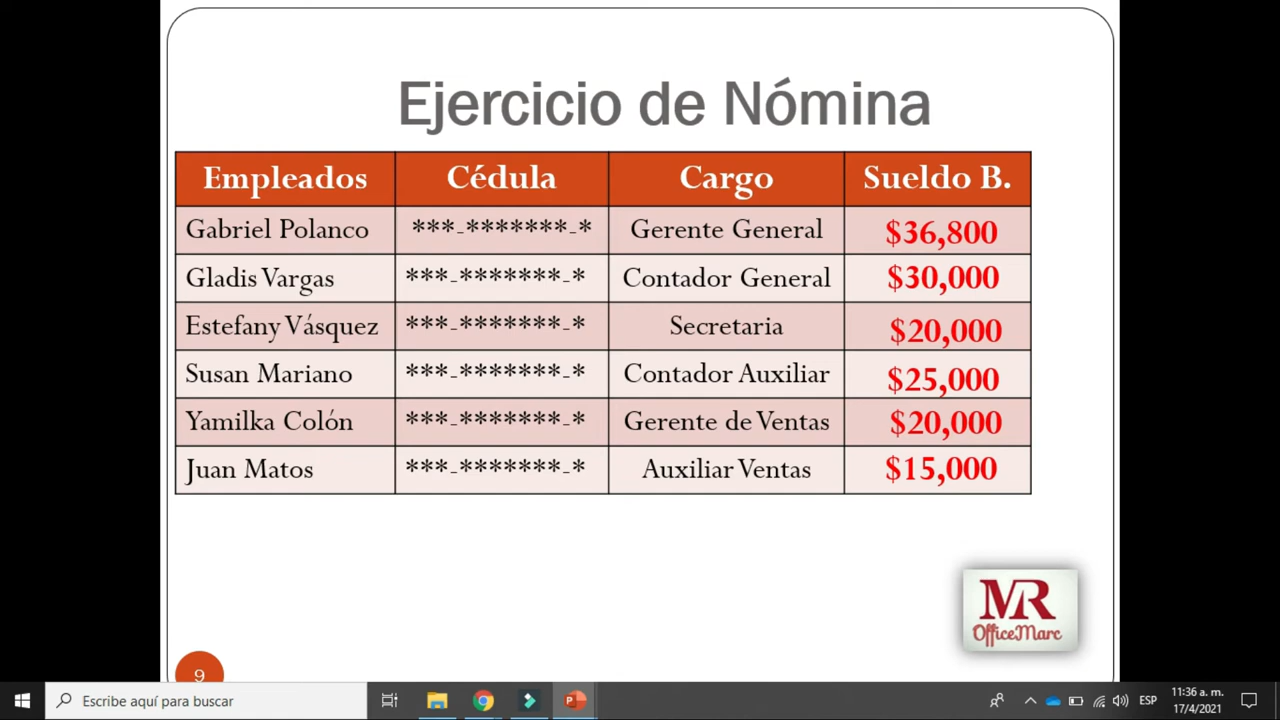 Ejercicio de Nómina
Empleados Cédula Cargo Sueldo B.
Gabriel Polanco ***-*******-* Gerente General $36,800
Gladis Vargas ***-*******-* Contador General $30,000
Estefany Vásquez ***-*******-* Secretaria $20,000
Susan Mariano ***-*******-* Contador Auxiliar $25,000
Yamilka Colón ***-*******-* Gerente de Ventas $20,000
Juan Matos ***-*******-* Auxiliar Ventas $15,000
MR
OfficeMarc
9
Escribe aquí para buscar
ESP
11:36 a. m.
17/4/2021